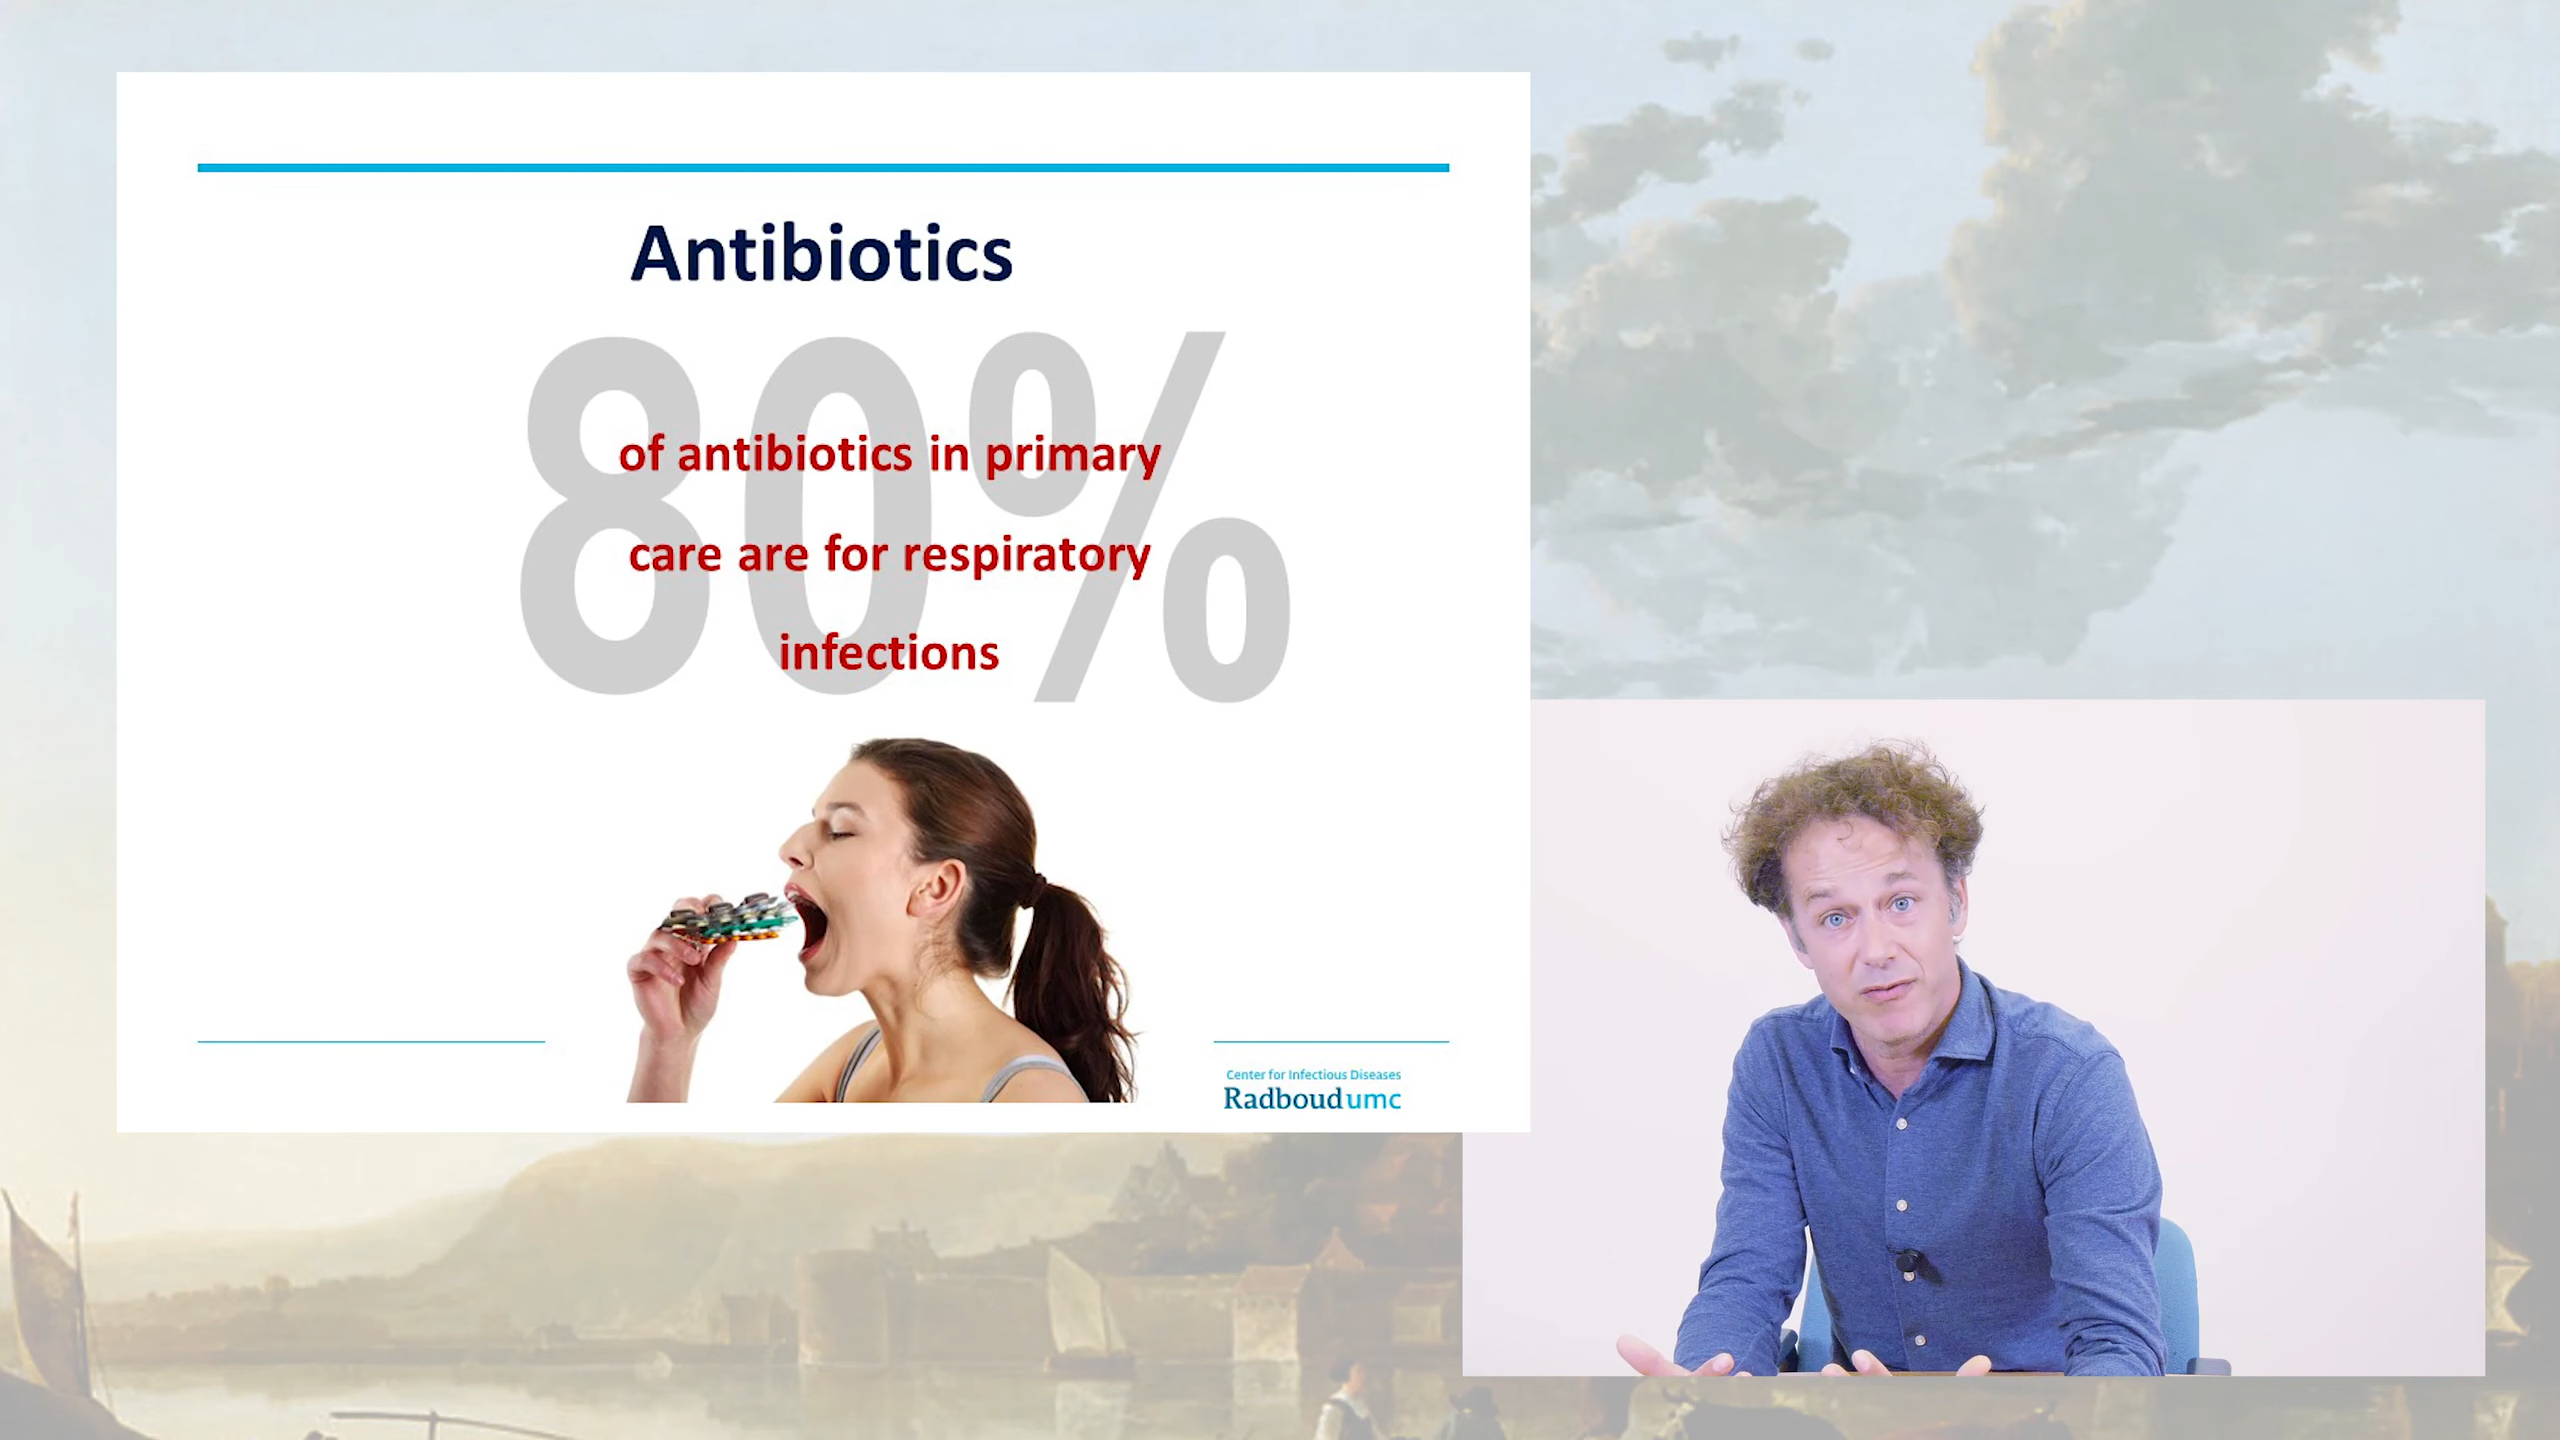 Antibiotics
80%
of antibiotics in primary
care are for respiratory
infections
Center for Infectious Diseases
Radboudumc